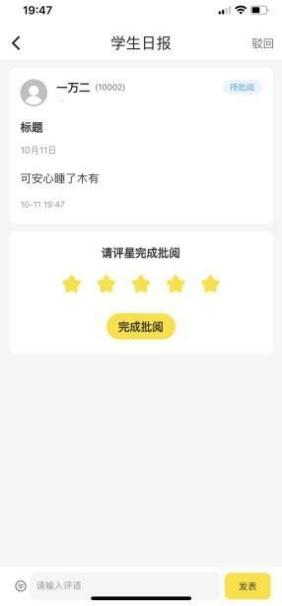 19:47
学生日报
驳回
一万二 (10002)
待批阅
标题
10月11日
可安心睡了木有
10-11 19:47
请评星完成批阅
完成批阅
请输入评语
发表